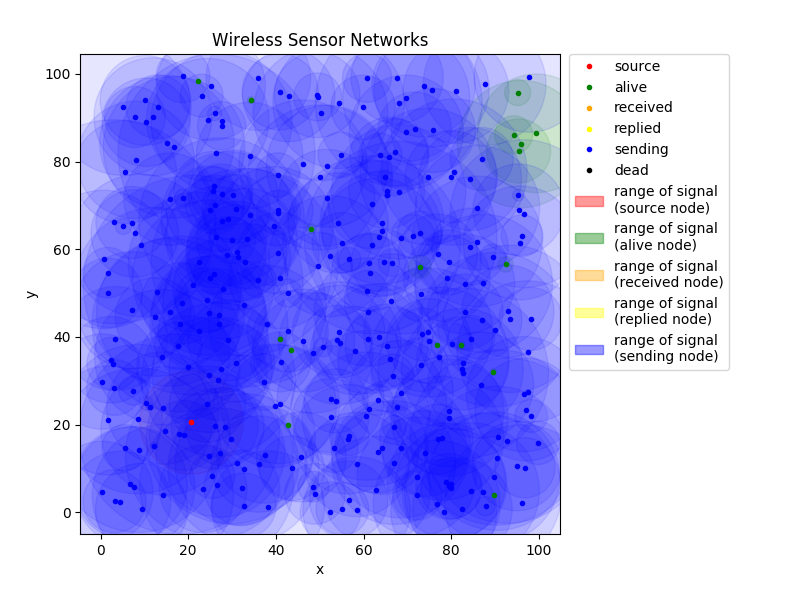 Wireless Sensor Networks
100
80
60
40
20
0
y
0 20 40 60 80 100
x
source
alive
received
replied
sending
dead
range of signal
(source node)
range of signal
(alive node)
range of signal
(received node)
range of signal
(replied node)
range of signal
(sending node)